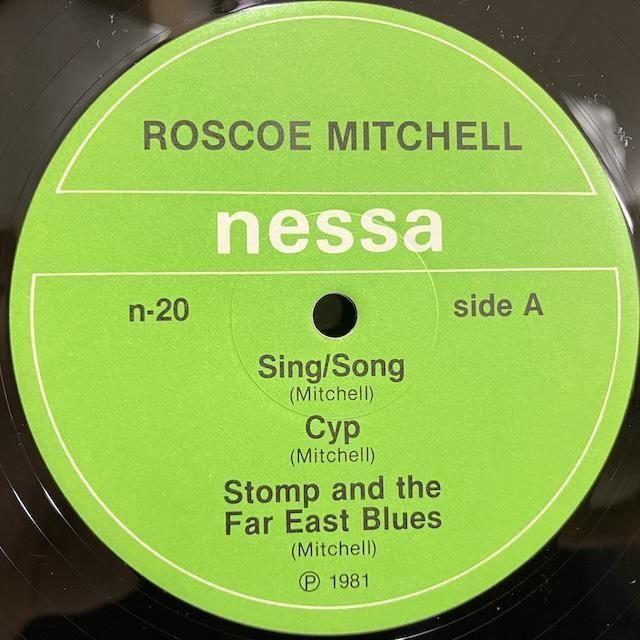 ROSCOE MITCHELL
nessa
n-20 side A
Sing/Song
(Mitchell)
Cyp
(Mitchell)
Stomp and the
Far East Blues
(Mitchell)
Ⓟ 1981